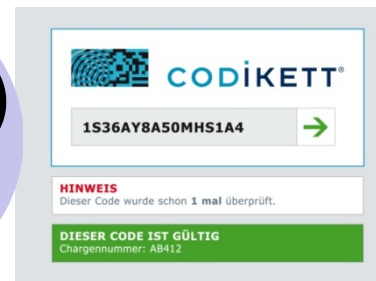 CODiKETT®
1S36AY8A50MHS1A4
HINWEIS
Dieser Code wurde schon 1 mal überprüft.
DIESER CODE IST GÜLTIG
Chargennummer: AB412